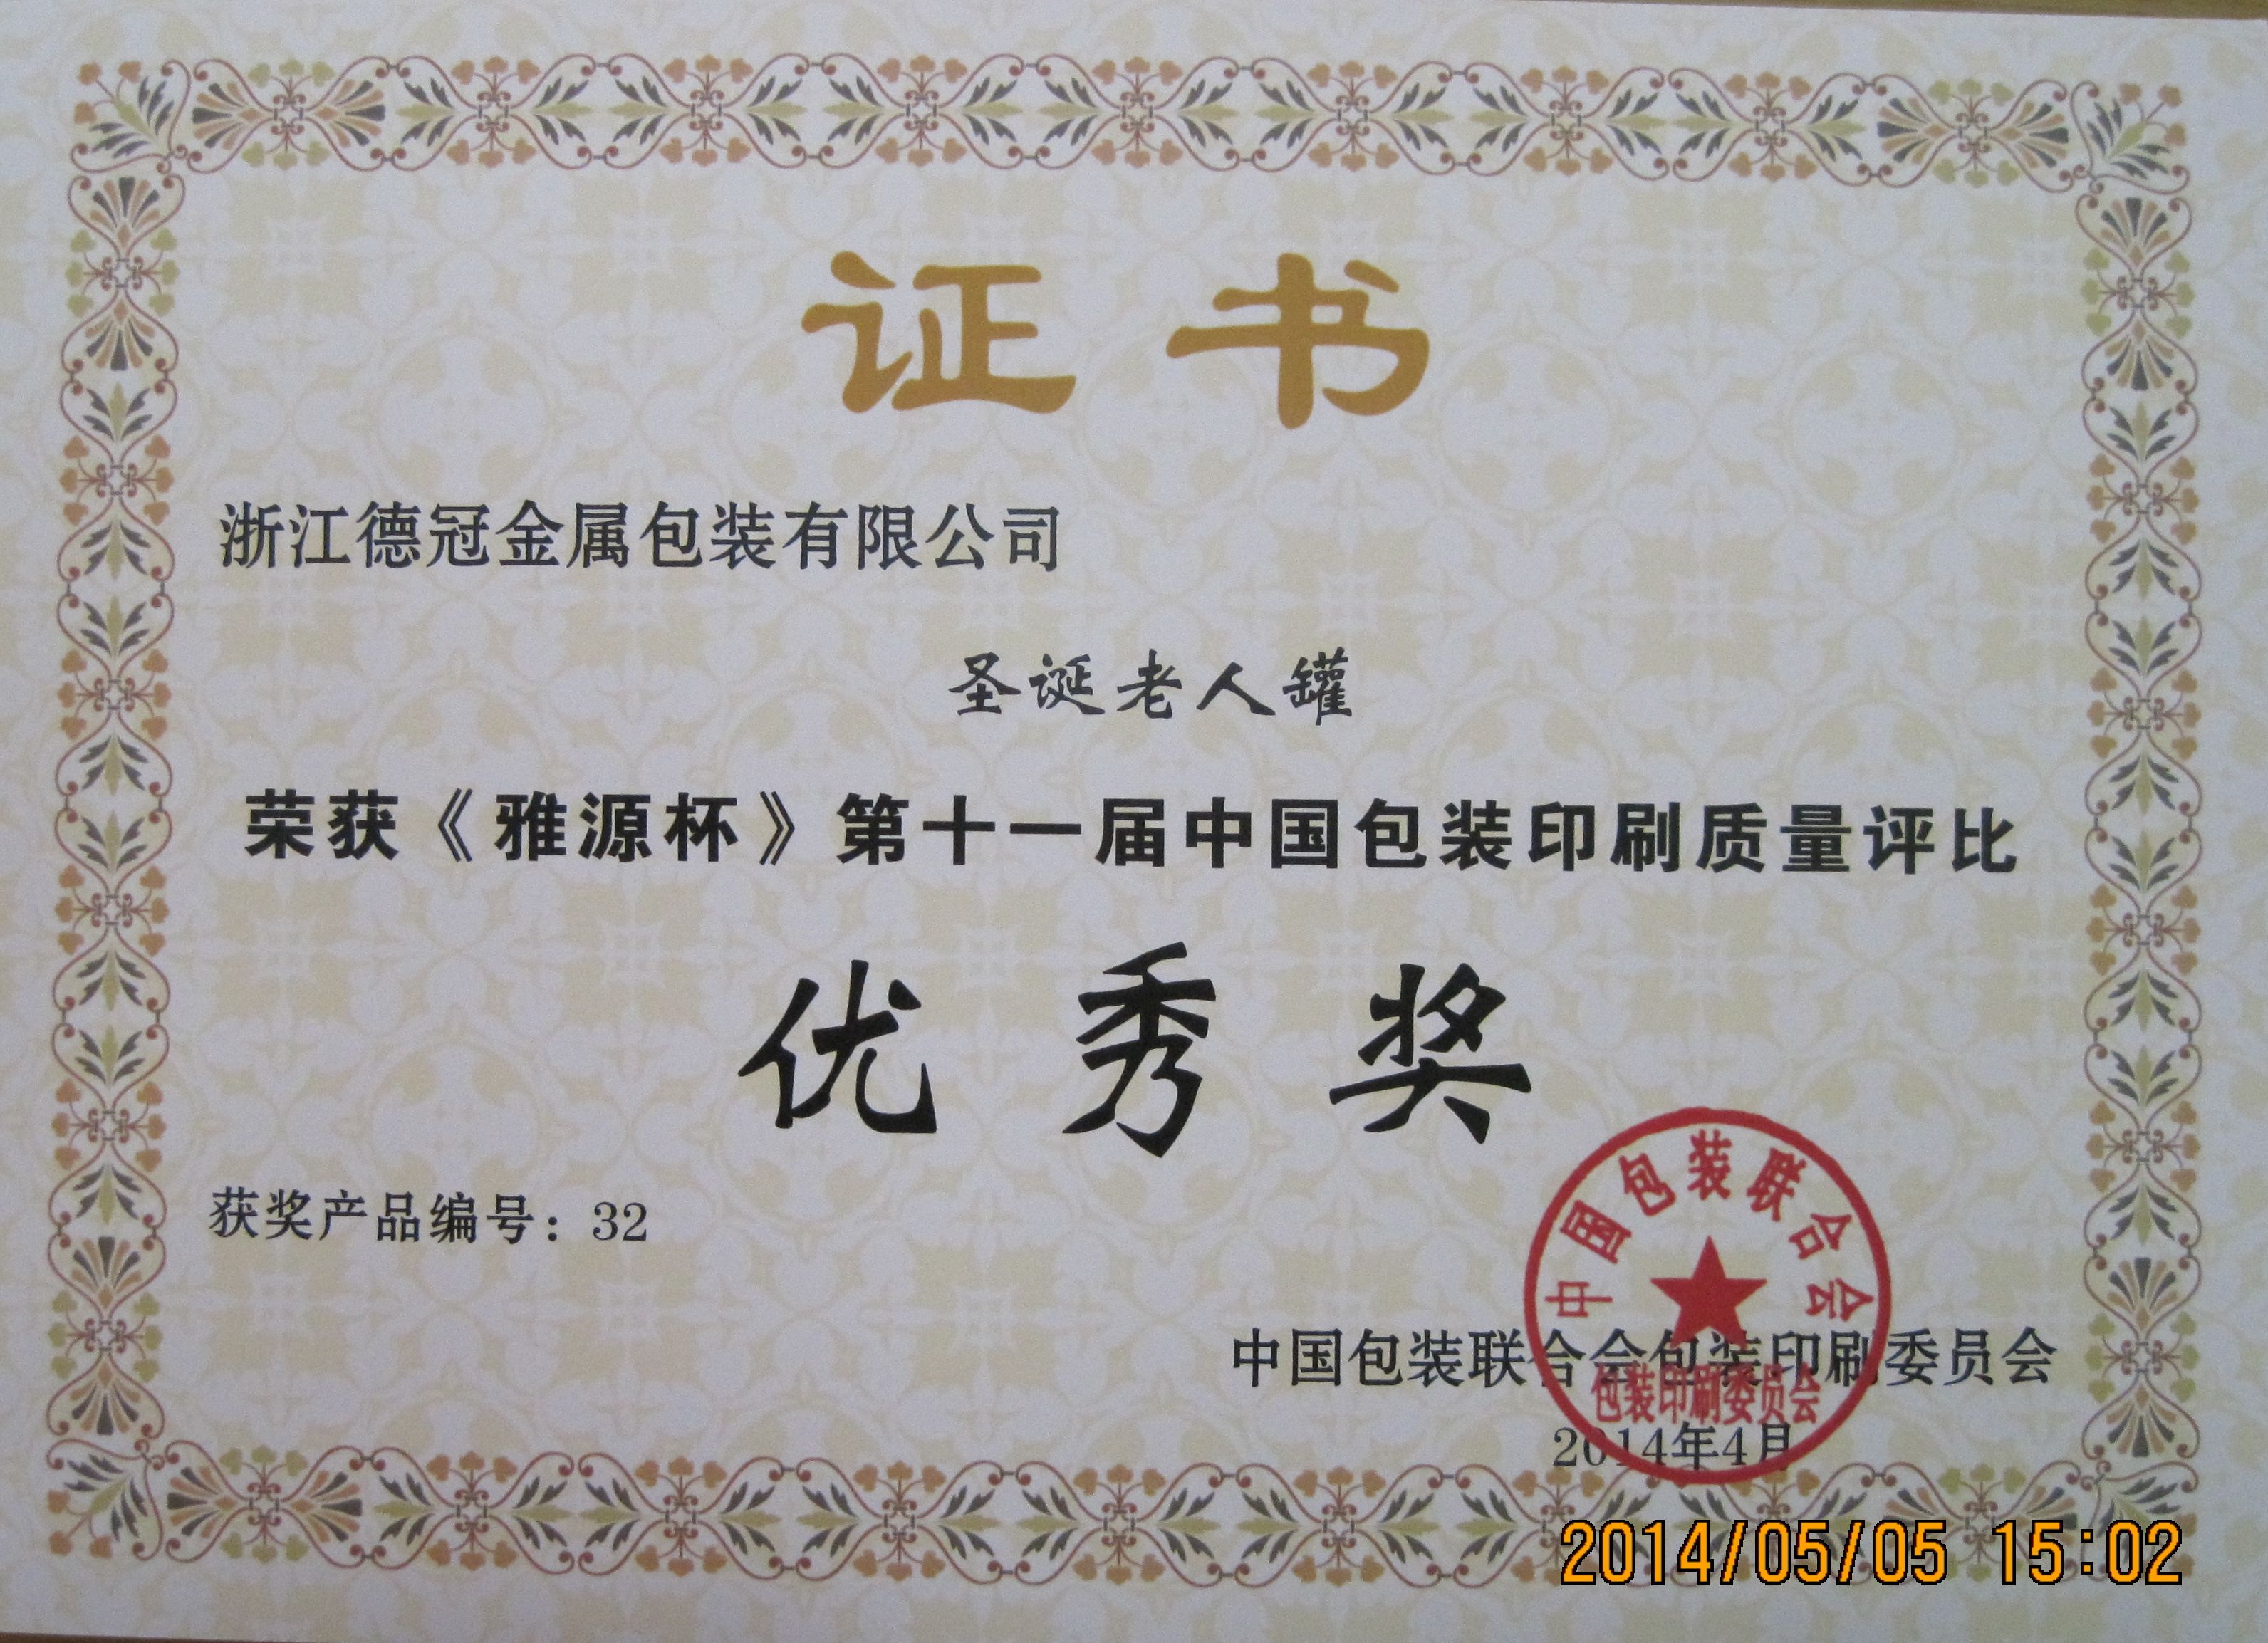 证书
浙江德冠金属包装有限公司
圣诞老人罐
荣获《雅源杯》第十一届中国包装印刷质量评比
优秀奖
获奖产品编号：32
中国包装联合会
中国包装联合会包装印刷委员会
包装印刷委员会
2014年4月
2014/05/05 15:02